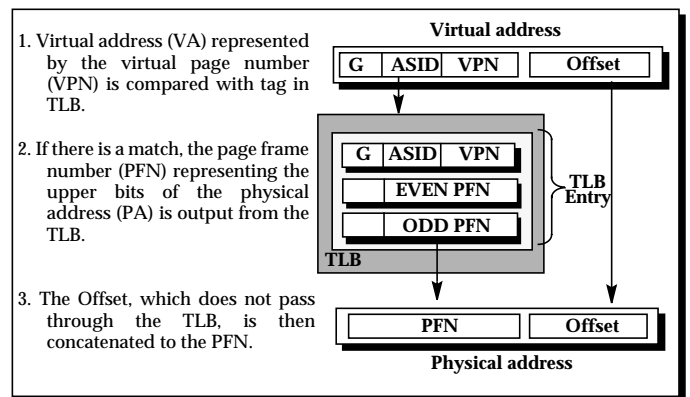 1. Virtual address (VA) represented
by the virtual page number
(VPN) is compared with tag in
TLB.
2. If there is a match, the page frame
number (PFN) representing the
upper bits of the physical
address (PA) is output from the
TLB.
3. The Offset, which does not pass
through the TLB, is then
concatenated to the PFN.
Virtual address
G ASID VPN Offset
G ASID VPN
EVEN PFN
ODD PFN
TLB
Entry
TLB
PFN Offset
Physical address